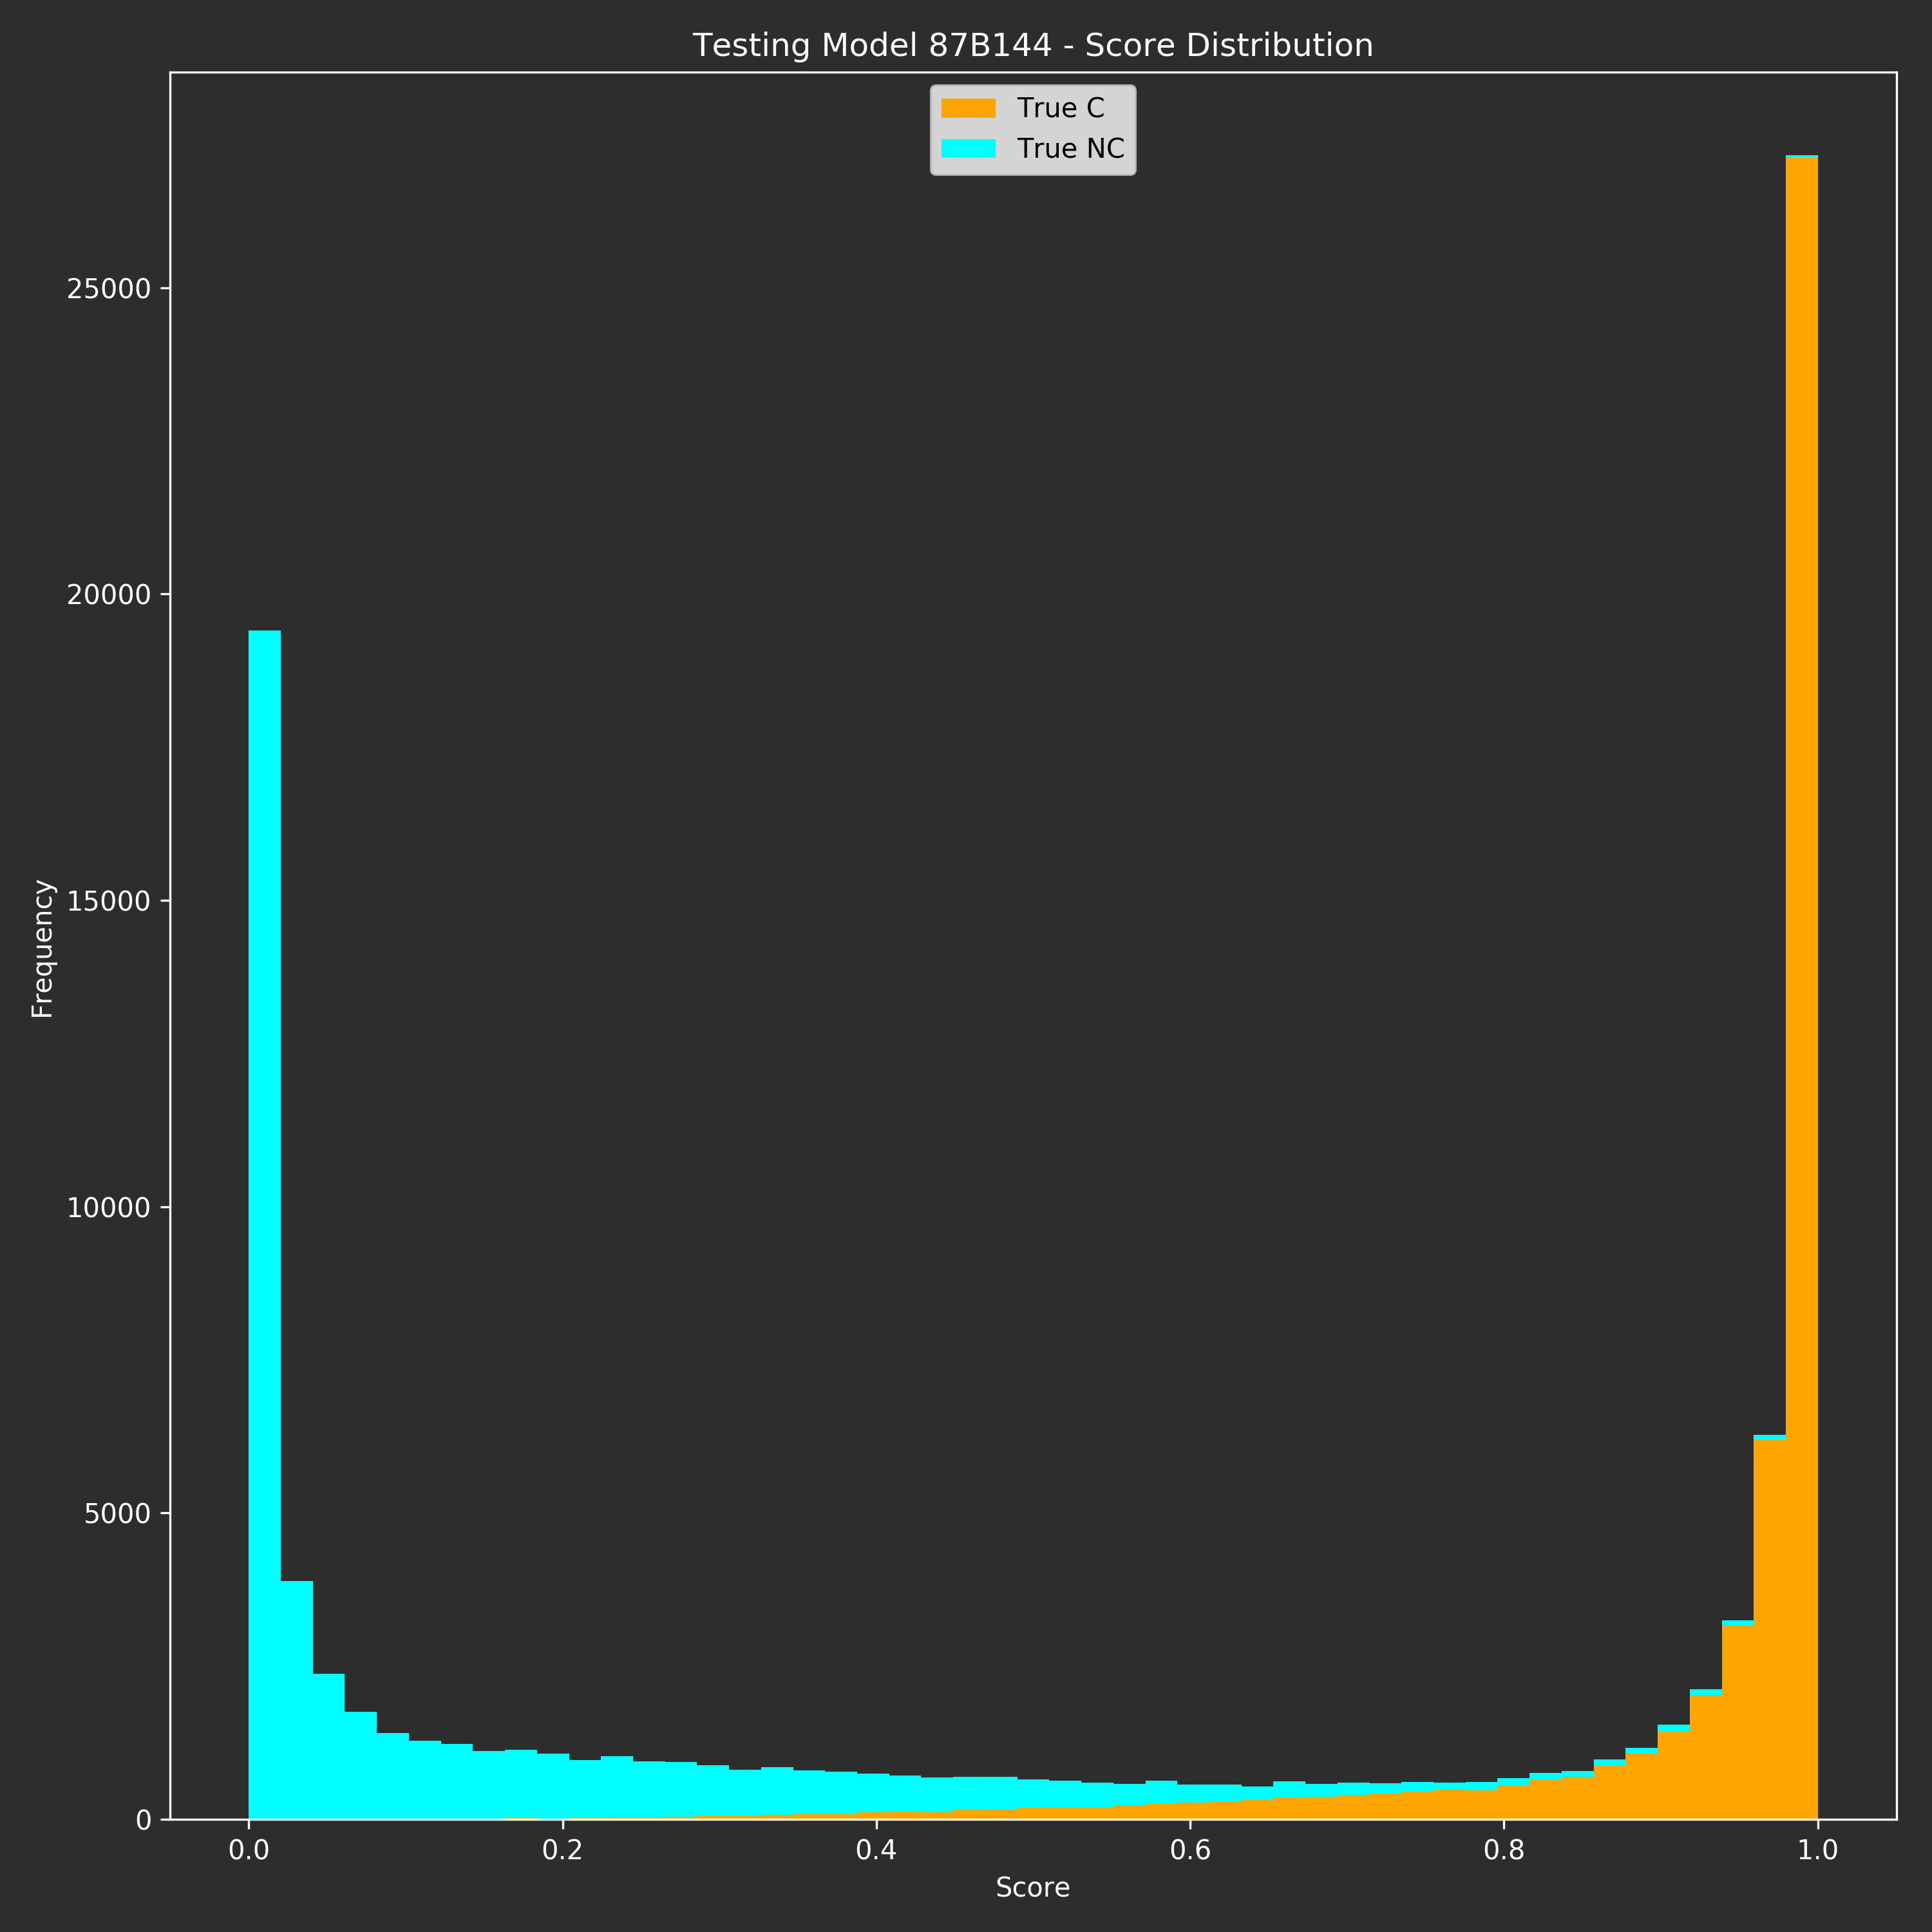 Testing Model 87B144 - Score Distribution
True C
True NC
25000
20000
15000
10000
5000
0
Frequency
0.0 0.2 0.4 0.6 0.8 1.0
Score